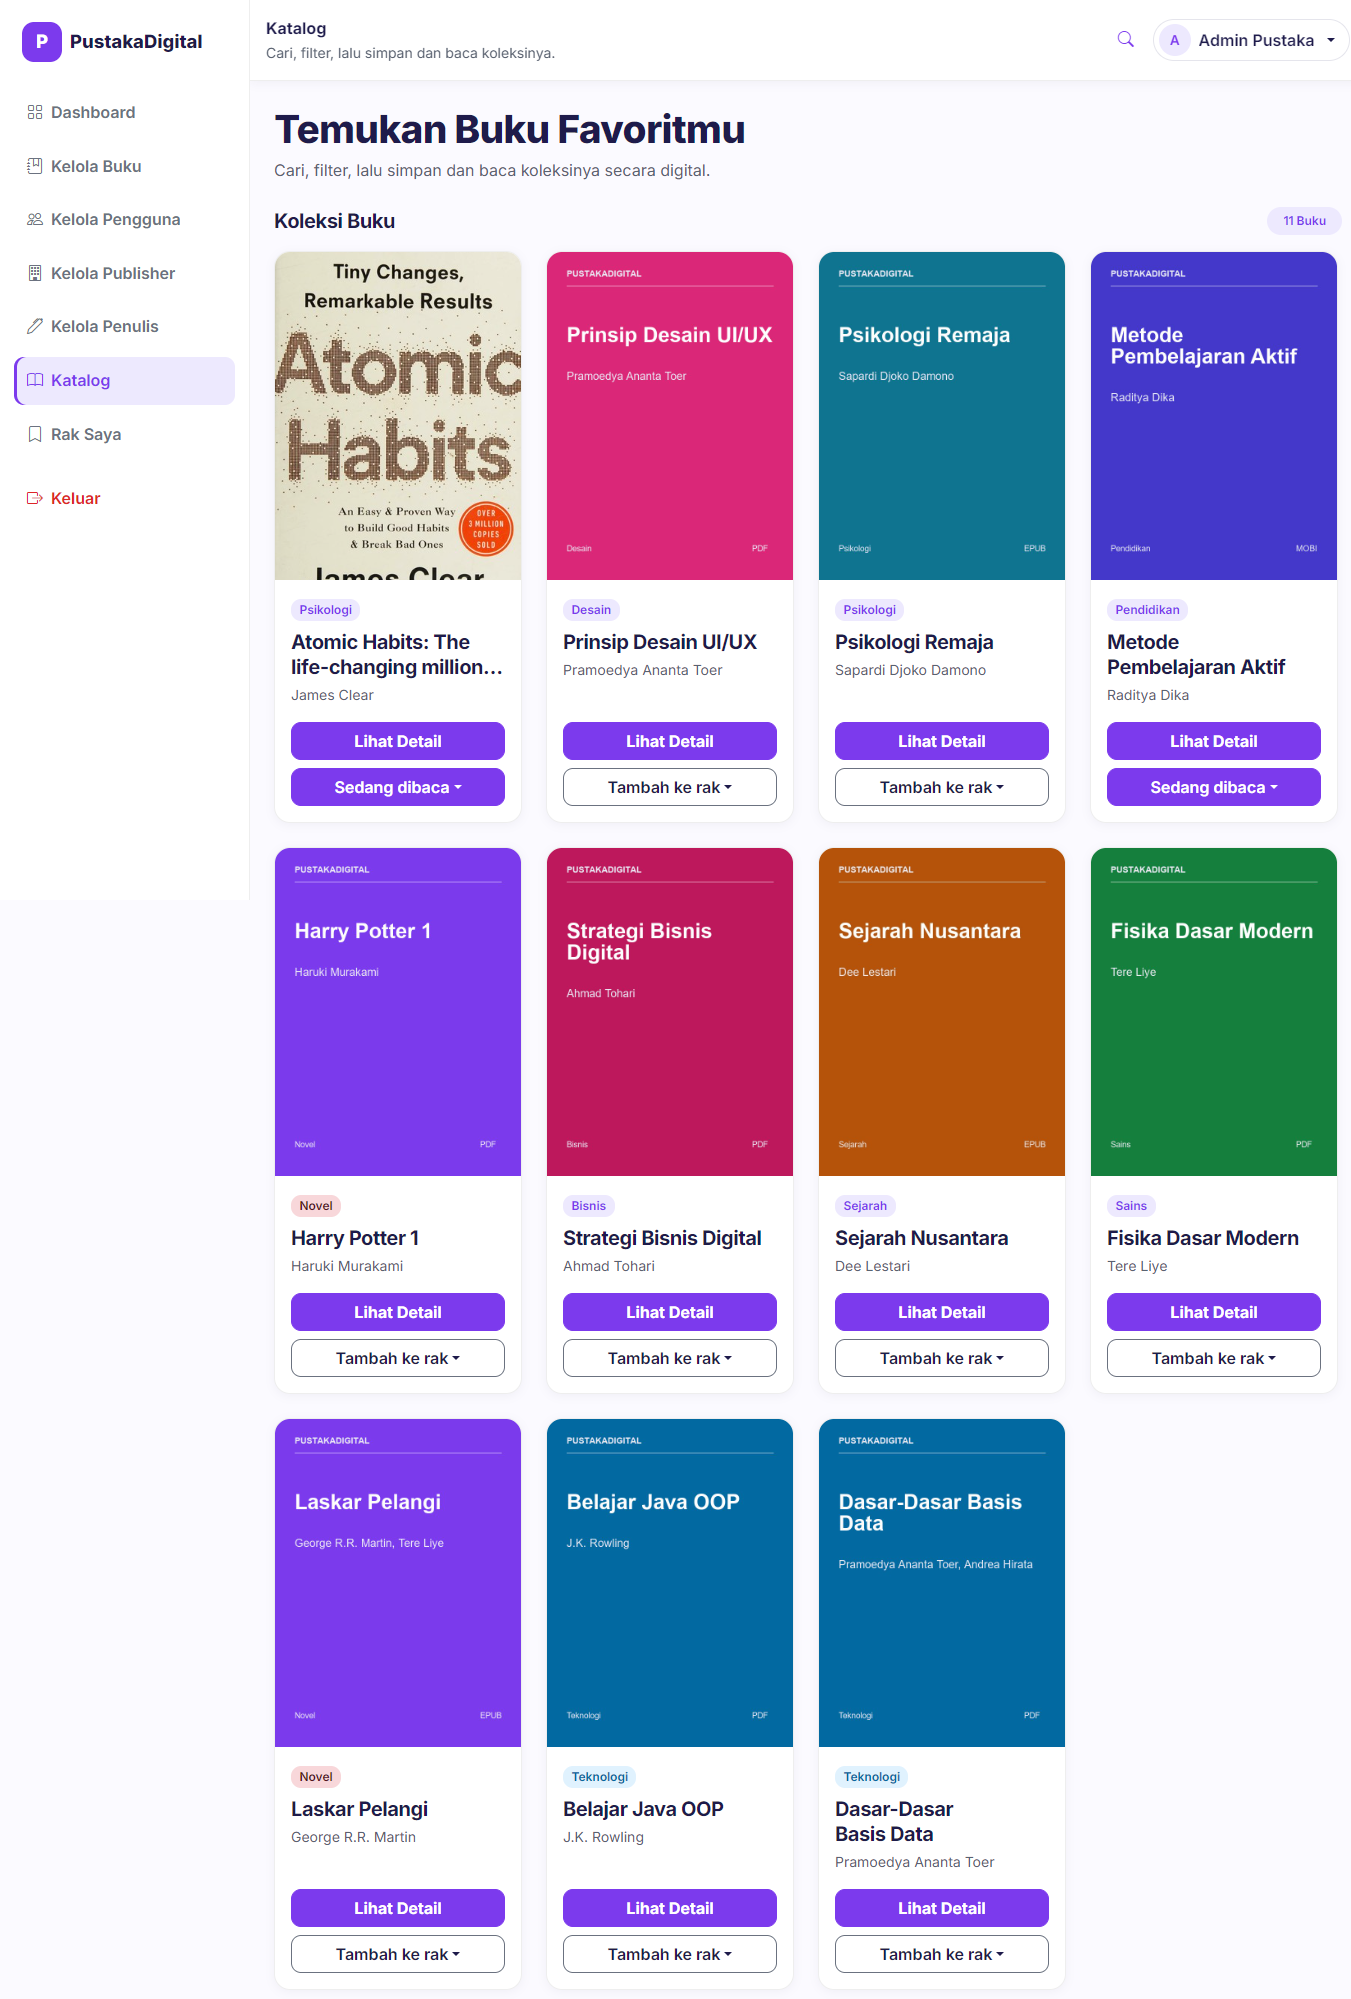 P PustakaDigital
Dashboard
Kelola Buku
Kelola Pengguna
Kelola Publisher
Kelola Penulis
Katalog
Rak Saya
Keluar
Katalog
Cari, filter, lalu simpan dan baca koleksinya.
A Admin Pustaka
Temukan Buku Favoritmu
Cari, filter, lalu simpan dan baca koleksinya secara digital.
Koleksi Buku
11 Buku
Tiny Changes,
Remarkable Results
Atomic
Habits
An Easy & Proven Way
to Build Good Habits
& Break Bad Ones
OVER
3 MILLION
COPIES
SOLD
James Clear
Psikologi
Atomic Habits: The
life-changing million...
James Clear
Lihat Detail
Sedang dibaca
PUSTAKADIGITAL
Prinsip Desain UI/UX
Pramoedya Ananta Toer
Desain PDF
Desain
Prinsip Desain UI/UX
Pramoedya Ananta Toer
Lihat Detail
Tambah ke rak
PUSTAKADIGITAL
Psikologi Remaja
Sapardi Djoko Damono
Psikologi EPUB
Psikologi
Psikologi Remaja
Sapardi Djoko Damono
Lihat Detail
Tambah ke rak
PUSTAKADIGITAL
Metode
Pembelajaran Aktif
Raditya Dika
Pendidikan MOBI
Pendidikan
Metode
Pembelajaran Aktif
Raditya Dika
Lihat Detail
Sedang dibaca
PUSTAKADIGITAL
Harry Potter 1
Haruki Murakami
Novel PDF
Novel
Harry Potter 1
Haruki Murakami
Lihat Detail
Tambah ke rak
PUSTAKADIGITAL
Strategi Bisnis
Digital
Ahmad Tohari
Bisnis PDF
Bisnis
Strategi Bisnis Digital
Ahmad Tohari
Lihat Detail
Tambah ke rak
PUSTAKADIGITAL
Sejarah Nusantara
Dee Lestari
Sejarah EPUB
Sejarah
Sejarah Nusantara
Dee Lestari
Lihat Detail
Tambah ke rak
PUSTAKADIGITAL
Fisika Dasar Modern
Tere Liye
Sains PDF
Sains
Fisika Dasar Modern
Tere Liye
Lihat Detail
Tambah ke rak
PUSTAKADIGITAL
Laskar Pelangi
George R.R. Martin, Tere Liye
Novel EPUB
Novel
Laskar Pelangi
George R.R. Martin
Lihat Detail
Tambah ke rak
PUSTAKADIGITAL
Belajar Java OOP
J.K. Rowling
Teknologi PDF
Teknologi
Belajar Java OOP
J.K. Rowling
Lihat Detail
Tambah ke rak
PUSTAKADIGITAL
Dasar-Dasar Basis
Data
Pramoedya Ananta Toer, Andrea Hirata
Teknologi PDF
Teknologi
Dasar-Dasar
Basis Data
Pramoedya Ananta Toer
Lihat Detail
Tambah ke rak